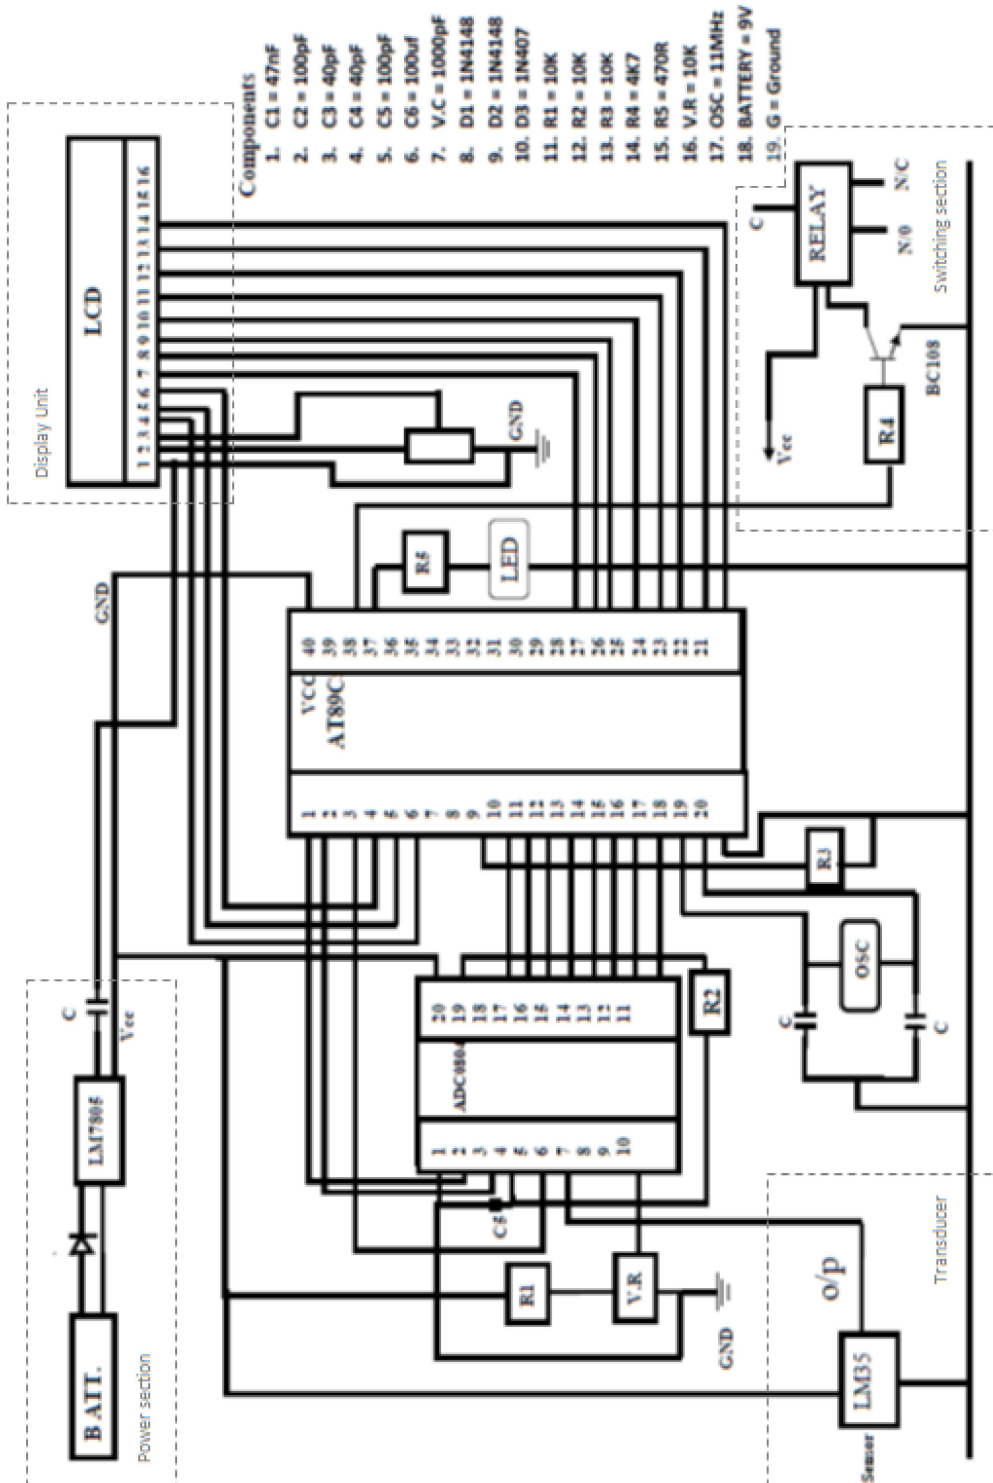 Display Unit
LCD
1 2 3 4 5 6 7 8 9 10 11 12 13 14 15 16
Components
1. C1 = 47nF
2. C2 = 100pF
3. C3 = 40pF
4. C4 = 40pF
5. C5 = 100pF
6. C6 = 100uf
7. V.C = 1000pF
8. D1 = 1N4148
9. D2 = 1N4148
10. D3 = 1N407
11. R1 = 10K
12. R2 = 10K
13. R3 = 10K
14. R4 = 4K7
15. R5 = 470R
16. V.R = 10K
17. OSC = 11MHz
18. BATTERY = 9V
19. G = Ground
GND
C
RELAY
N/0
N/C
Switching section
Vcc
BC108
R4
GND
R5
LED
40
39
38
37
36
35
34
33
32
31
30
29
28
27
26
25
24
23
22
21
VCC
AT89C
1
2
3
4
5
6
7
8
9
10
11
12
13
14
15
16
17
18
19
20
R3
OSC
C
C
C
Vcc
LM7805
B ATT.
Power section
20
19
18
17
16
15
14
13
12
11
ADC0804
1
2
3
4
5
6
7
8
9
10
R2
C5
R1
V.R
GND
o/p
Transducer
LM35
Sensor